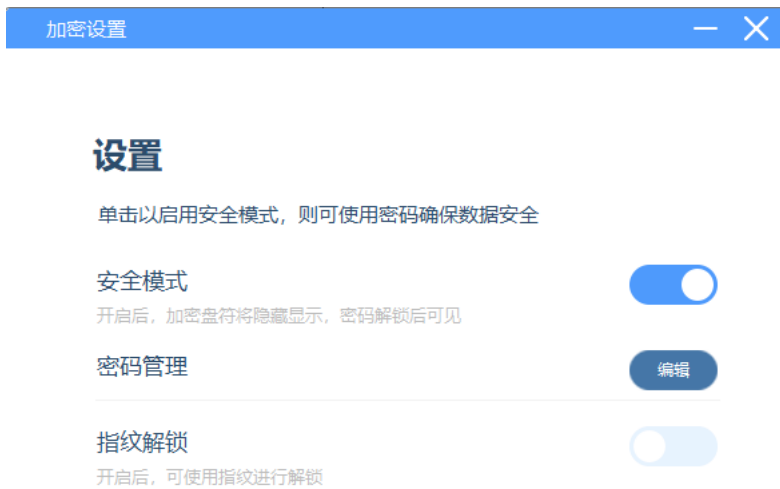 加密设置
设置
单击以启用安全模式，则可使用密码确保数据安全
安全模式
开启后，加密盘符将隐藏显示，密码解锁后可见
密码管理
编辑
指纹解锁
开启后，可使用指纹进行解锁